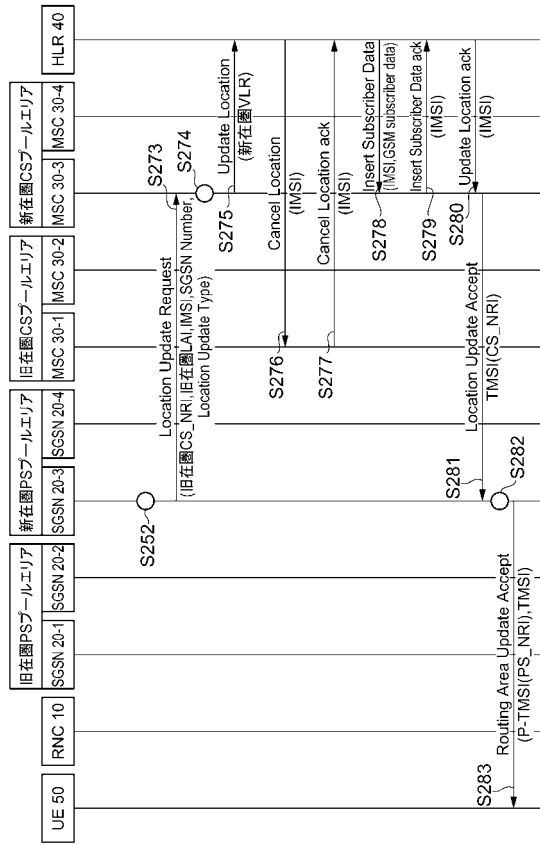 旧在圏PSプールエリア
新在圏PSプールエリア
旧在圏CSプールエリア
新在圏CSプールエリア
UE 50
RNC 10
SGSN 20-1
SGSN 20-2
SGSN 20-3
SGSN 20-4
MSC 30-1
MSC 30-2
MSC 30-3
MSC 30-4
HLR 40
S252
Location Update Request
(旧在圏CS_NRI,旧在圏LAI,IMSI,SGSN Number,
Location Update Type)
S273
S274
Update Location
(新在圏VLR)
S275
Cancel Location
(IMSI)
S276
Cancel Location ack
(IMSI)
S277
Insert Subscriber Data
(IMSI,GSM subscriber data)
S278
Insert Subscriber Data ack
(IMSI)
S279
Update Location ack
(IMSI)
S280
Location Update Accept
TMSI(CS_NRI)
S281
S282
Routing Area Update Accept
(P-TMSI(PS_NRI),TMSI)
S283